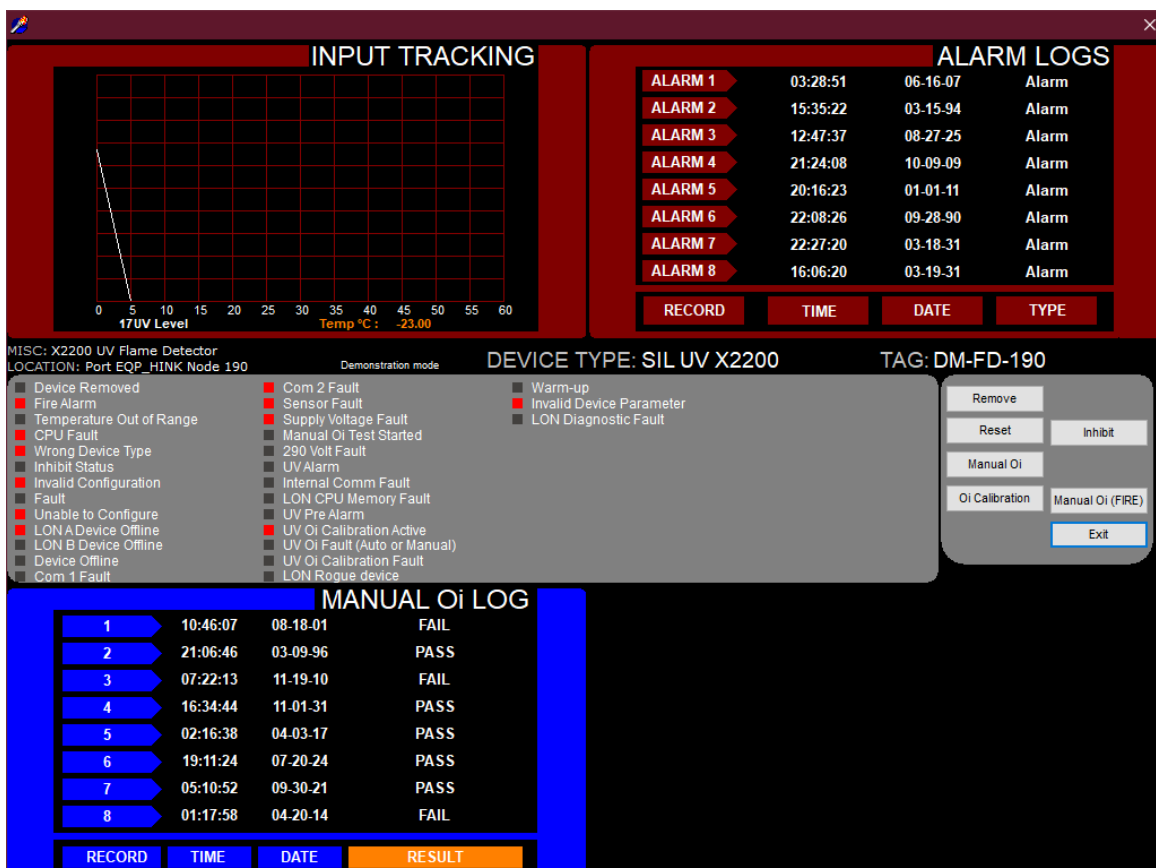 INPUT TRACKING
0 5 10 15 20 25 30 35 40 45 50 55 60
17UV Level Temp °C : -23.00
ALARM LOGS
ALARM 1 03:28:51 06-16-07 Alarm
ALARM 2 15:35:22 03-15-94 Alarm
ALARM 3 12:47:37 08-27-25 Alarm
ALARM 4 21:24:08 10-09-09 Alarm
ALARM 5 20:16:23 01-01-11 Alarm
ALARM 6 22:08:26 09-28-90 Alarm
ALARM 7 22:27:20 03-18-31 Alarm
ALARM 8 16:06:20 03-19-31 Alarm
RECORD TIME DATE TYPE
MISC: X2200 UV Flame Detector
LOCATION: Port EQP_HINK Node 190
Demonstration mode
DEVICE TYPE: SIL UV X2200
TAG: DM-FD-190
Device Removed
Fire Alarm
Temperature Out of Range
CPU Fault
Wrong Device Type
Inhibit Status
Invalid Configuration
Fault
Unable to Configure
LON A Device Offline
LON B Device Offline
Device Offline
Com 1 Fault
Com 2 Fault
Sensor Fault
Supply Voltage Fault
Manual Oi Test Started
290 Volt Fault
UV Alarm
Internal Comm Fault
LON CPU Memory Fault
UV Pre Alarm
UV Oi Calibration Active
UV Oi Fault (Auto or Manual)
UV Oi Calibration Fault
LON Rogue device
Warm-up
Invalid Device Parameter
LON Diagnostic Fault
Remove
Reset
Inhibit
Manual Oi
Oi Calibration
Manual Oi (FIRE)
Exit
MANUAL Oi LOG
1 10:46:07 08-18-01 FAIL
2 21:06:46 03-09-96 PASS
3 07:22:13 11-19-10 FAIL
4 16:34:44 11-01-31 PASS
5 02:16:38 04-03-17 PASS
6 19:11:24 07-20-24 PASS
7 05:10:52 09-30-21 PASS
8 01:17:58 04-20-14 FAIL
RECORD TIME DATE RESULT